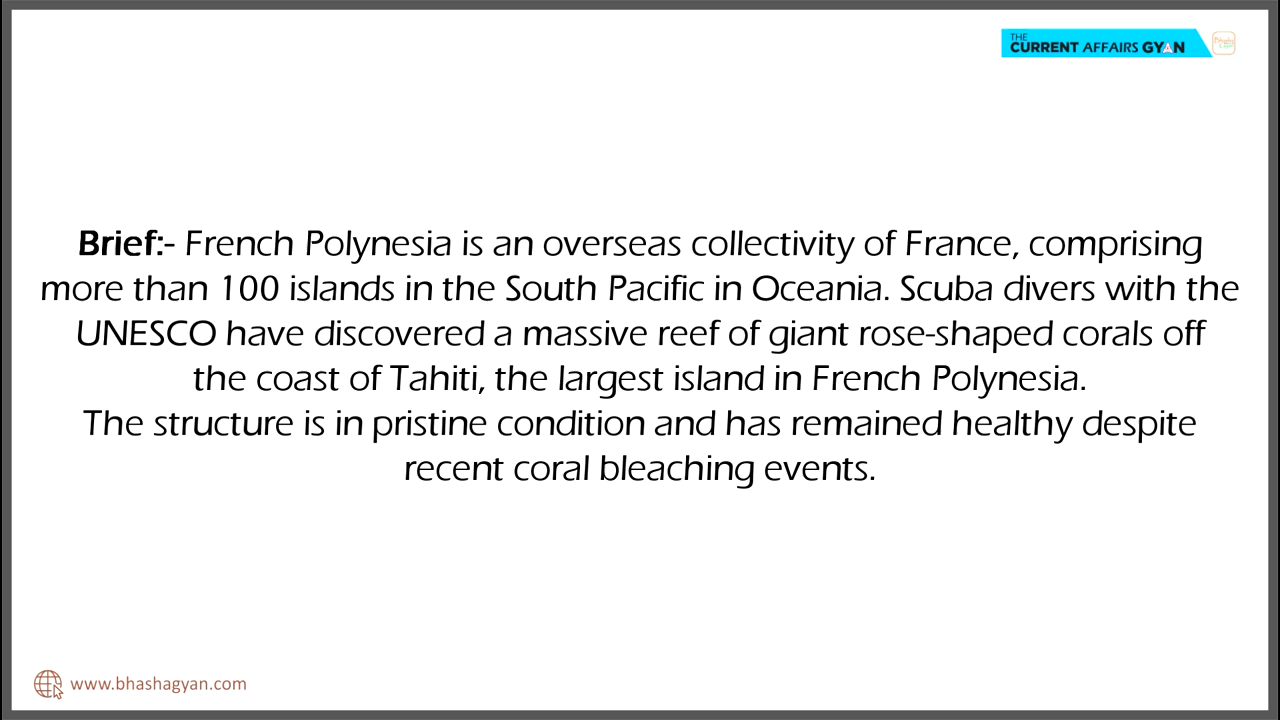 THE
CURRENT AFFAIRS GYAN
Brief:- French Polynesia is an overseas collectivity of France, comprising
more than 100 islands in the South Pacific in Oceania. Scuba divers with the
UNESCO have discovered a massive reef of giant rose-shaped corals off
the coast of Tahiti, the largest island in French Polynesia.
The structure is in pristine condition and has remained healthy despite
recent coral bleaching events.
www.bhashagyan.com